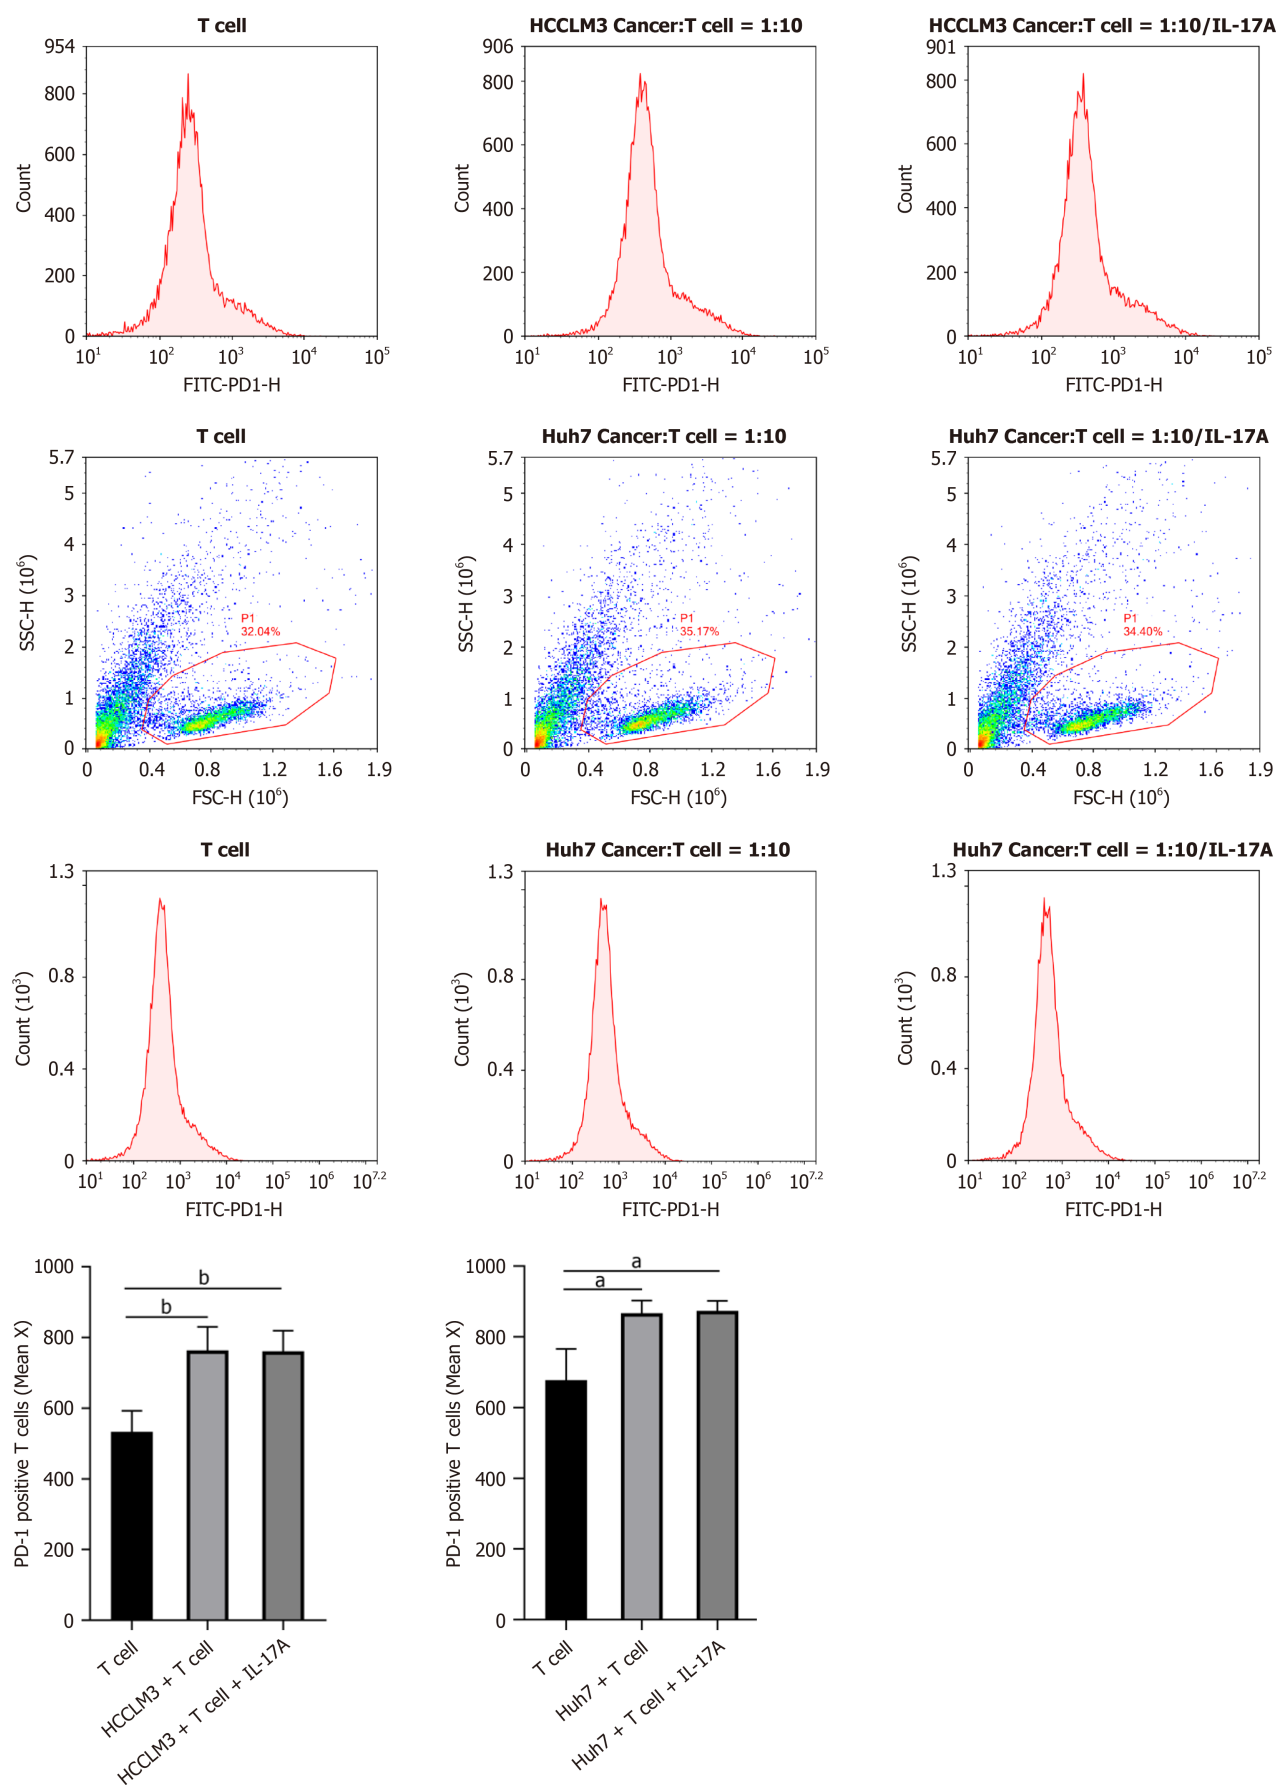 T cell
954
800
600
400
200
0
Count
10¹ 10² 10³ 10⁴ 10⁵
FITC-PD1-H
HCCLM3 Cancer:T cell = 1:10
906
800
600
400
200
0
Count
10¹ 10² 10³ 10⁴ 10⁵
FITC-PD1-H
HCCLM3 Cancer:T cell = 1:10/IL-17A
901
800
600
400
200
0
Count
10¹ 10² 10³ 10⁴ 10⁵
FITC-PD1-H
T cell
5.7
5
4
3
2
1
0
SSC-H (10⁶)
P1
32.04%
0 0.4 0.8 1.2 1.6 1.9
FSC-H (10⁶)
Huh7 Cancer:T cell = 1:10
5.7
5
4
3
2
1
0
SSC-H (10⁶)
P1
35.17%
0 0.4 0.8 1.2 1.6 1.9
FSC-H (10⁶)
Huh7 Cancer:T cell = 1:10/IL-17A
5.7
5
4
3
2
1
0
SSC-H (10⁶)
P1
34.40%
0 0.4 0.8 1.2 1.6 1.9
FSC-H (10⁶)
T cell
1.3
0.8
0.4
0
Count (10³)
10¹ 10² 10³ 10⁴ 10⁵ 10⁶ 10⁷·²
FITC-PD1-H
Huh7 Cancer:T cell = 1:10
1.3
0.8
0.4
0
Count (10³)
10¹ 10² 10³ 10⁴ 10⁵ 10⁶ 10⁷·²
FITC-PD1-H
Huh7 Cancer:T cell = 1:10/IL-17A
1.3
0.8
0.4
0
Count (10³)
10¹ 10² 10³ 10⁴ 10⁵ 10⁶ 10⁷·²
FITC-PD1-H
1000
800
600
400
200
0
PD-1 positive T cells (Mean X)
b
b
T cell
HCCLM3 + T cell
HCCLM3 + T cell + IL-17A
1000
800
600
400
200
0
PD-1 positive T cells (Mean X)
a
a
T cell
Huh7 + T cell
Huh7 + T cell + IL-17A